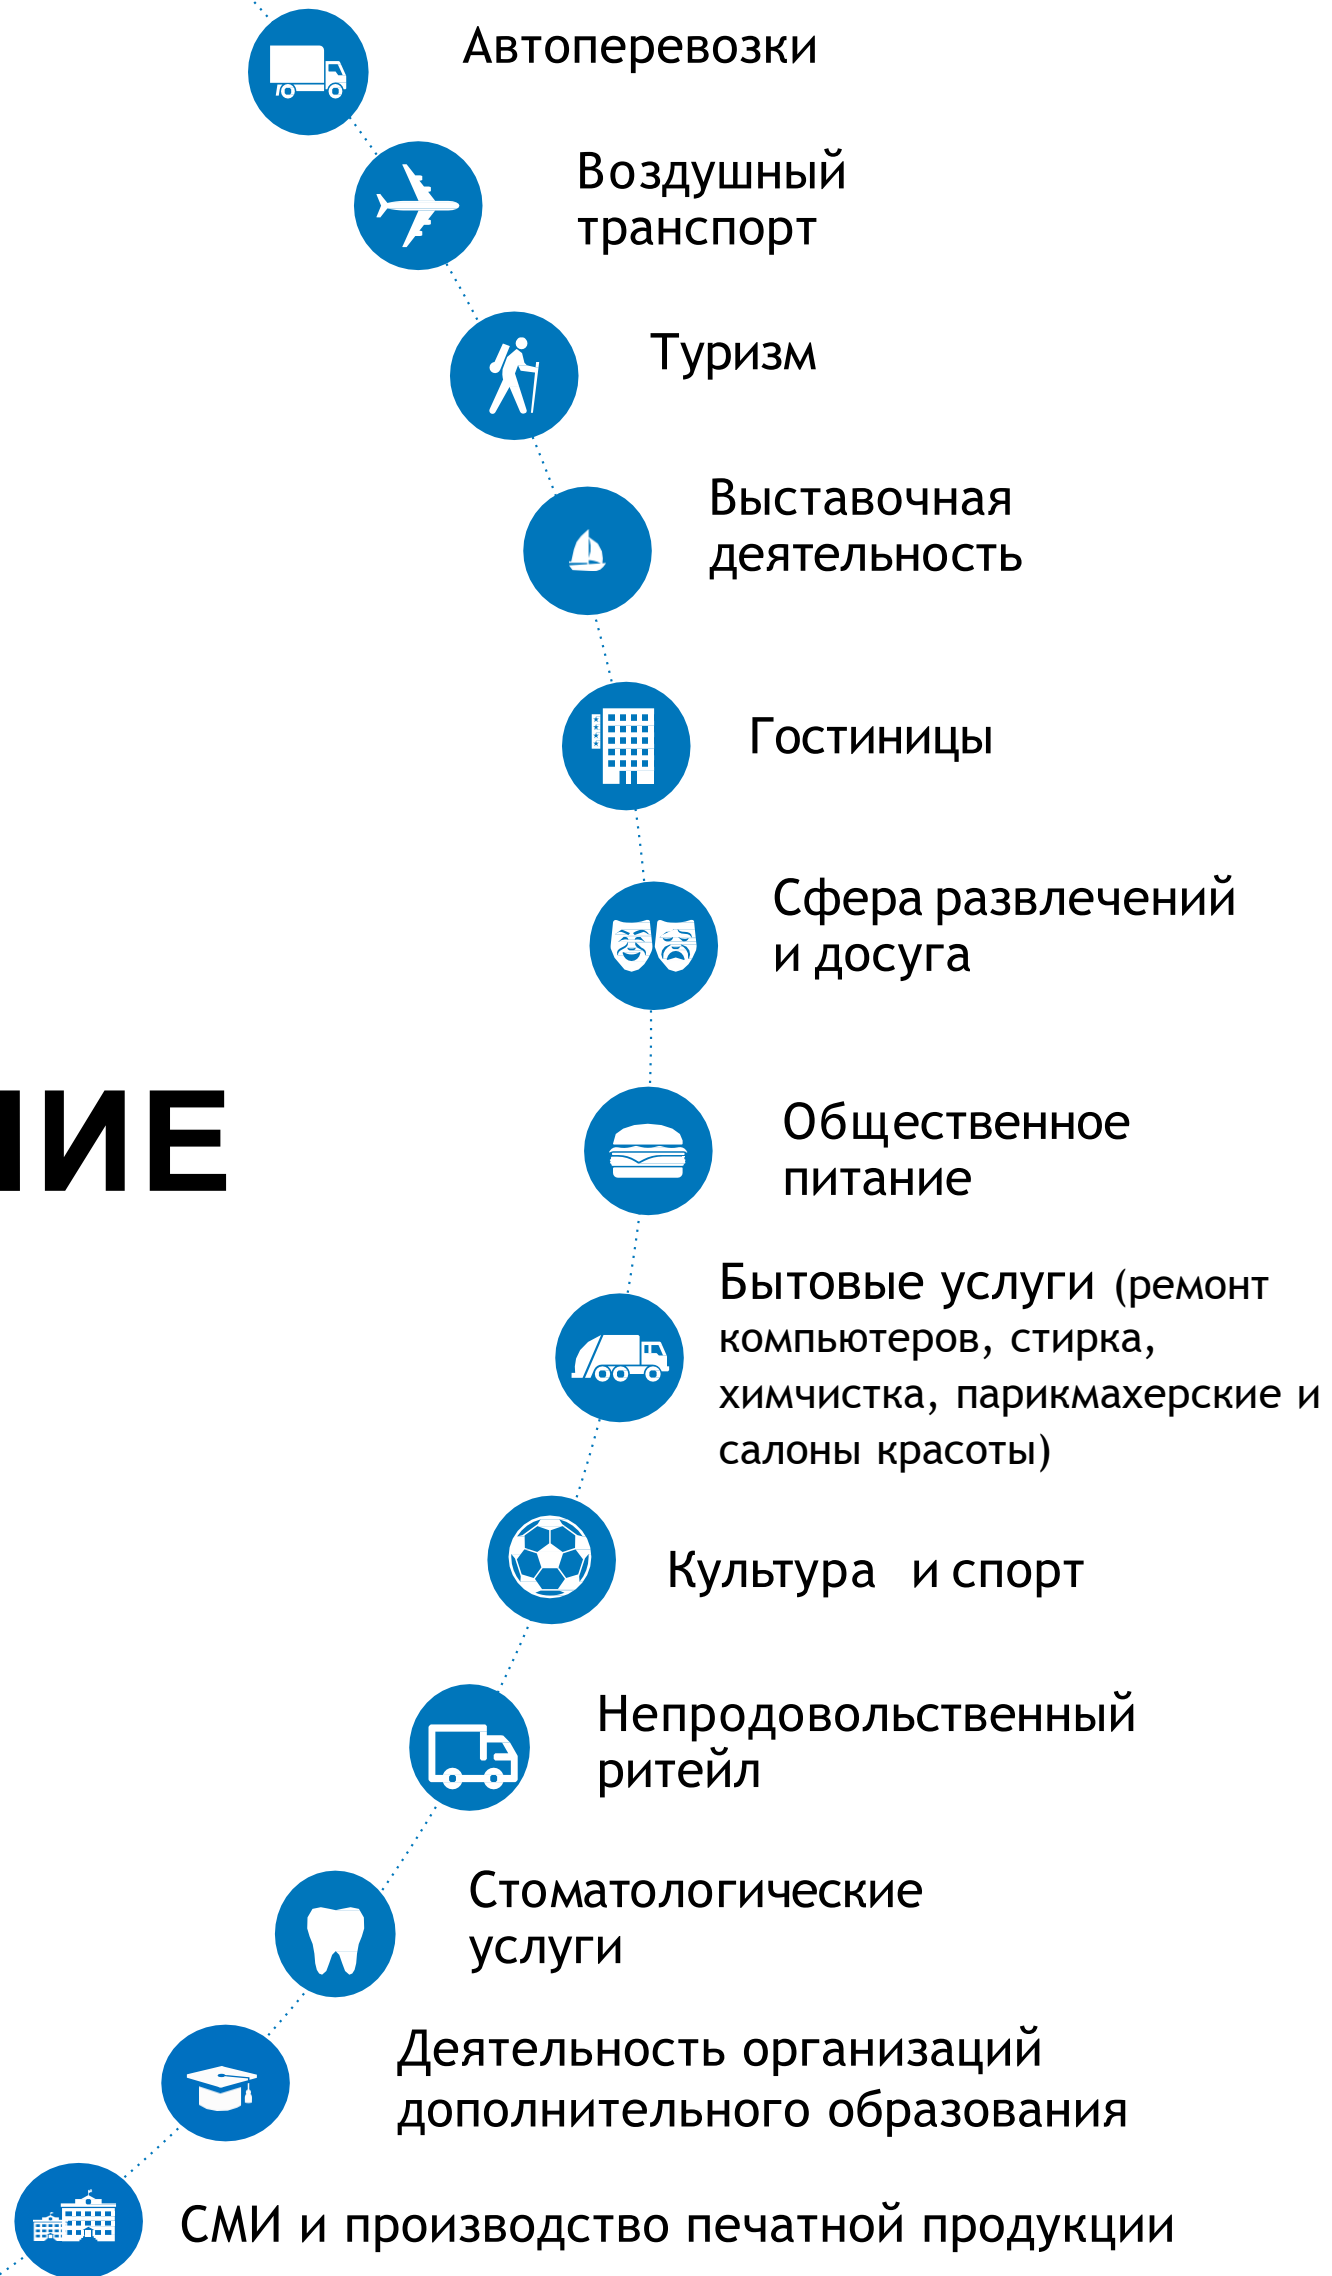 Автоперевозки
Воздушный
транспорт
Туризм
Выставочная
деятельность
Гостиницы
Сфера развлечений
и досуга
ИЕ
Общественное
питание
Бытовые услуги (ремонт
компьютеров, стирка,
химчистка, парикмахерские и
салоны красоты)
Культура и спорт
Непродовольственный
ритейл
Стоматологические
услуги
Деятельность организаций
дополнительного образования
СМИ и производство печатной продукции